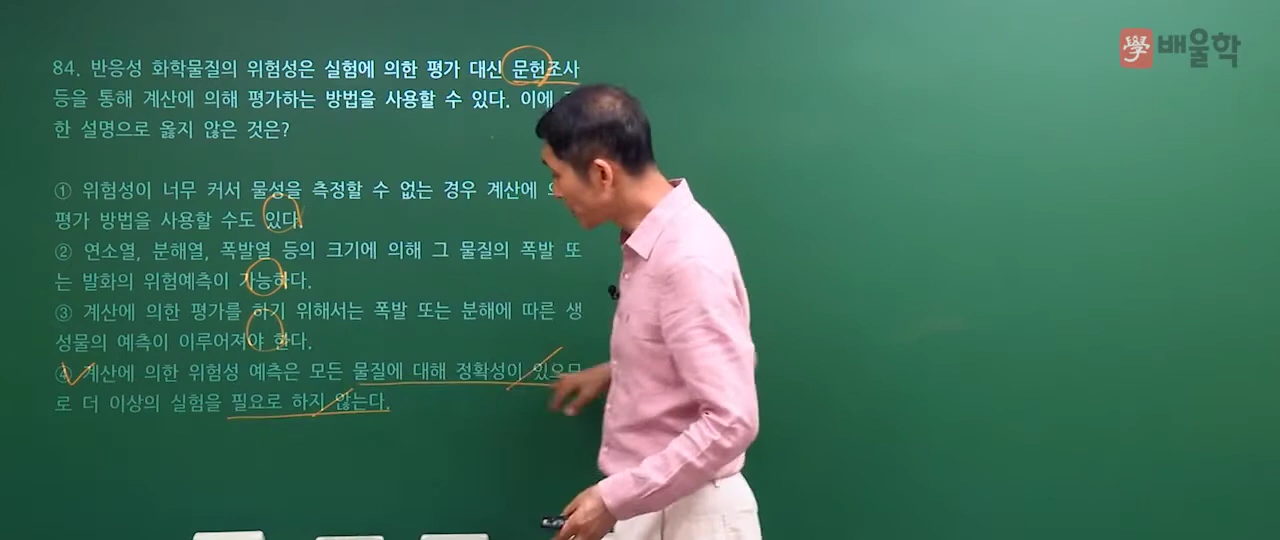 學 배울학
84. 반응성 화학물질의 위험성은 실험에 의한 평가 대신 문헌조사
등을 통해 계산에 의해 평가하는 방법을 사용할 수 있다. 이에
한 설명으로 옳지 않은 것은?
① 위험성이 너무 커서 물성을 측정할 수 없는 경우 계산에
평가 방법을 사용할 수도 있다.
② 연소열, 분해열, 폭발열 등의 크기에 의해 그 물질의 폭발 또
는 발화의 위험예측이 가능하다.
③ 계산에 의한 평가를 하기 위해서는 폭발 또는 분해에 따른 생
성물의 예측이 이루어져야 한다.
④ 계산에 의한 위험성 예측은 모든 물질에 대해 정확성이 있으므
로 더 이상의 실험을 필요로 하지 않는다.